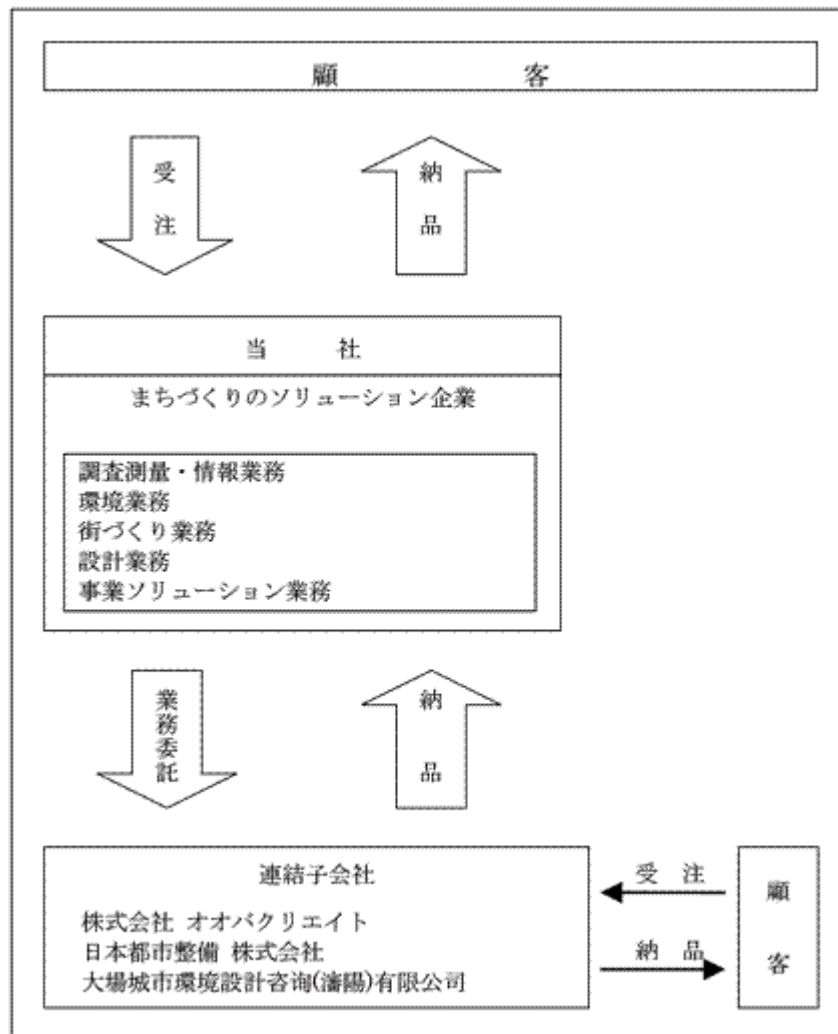 顧客
受注
納品
当社
まちづくりのソリューション企業
調査測量・情報業務
環境業務
街づくり業務
設計業務
事業ソリューション業務
業務委託
納品
連結子会社
株式会社 オオバクリエイト
日本都市整備 株式会社
大場城市環境設計咨询(瀋陽)有限公司
受注
納品
顧客